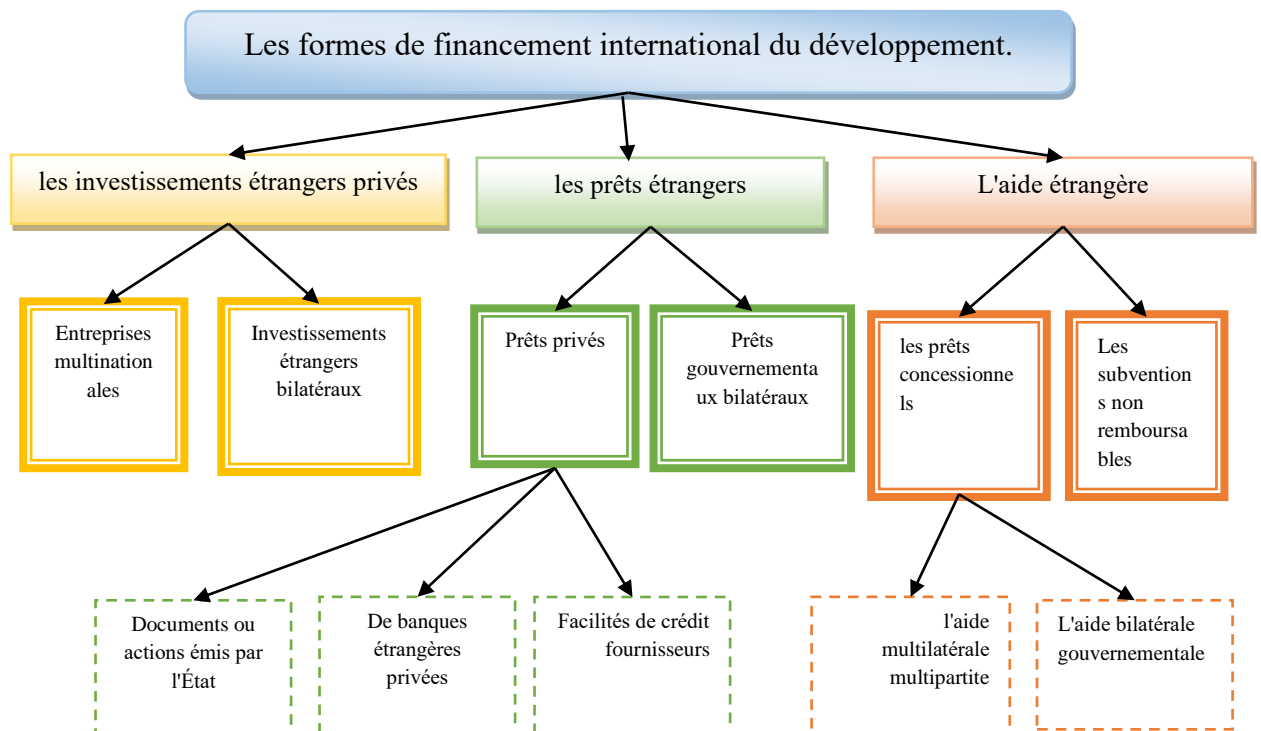 Les formes de financement international du développement.
les investissements étrangers privés
les prêts étrangers
L'aide étrangère
Entreprises
multination
ales
Investissements
étrangers
bilatéraux
Prêts privés
Prêts
gouvernementa
ux bilatéraux
les prêts
concessionne
ls
Les
subvention
s non
remboursa
bles
Documents ou
actions émis par
l'État
De banques
étrangères
privées
Facilités de crédit
fournisseurs
l'aide
multilatérale
multipartite
L'aide bilatérale
gouvernementale